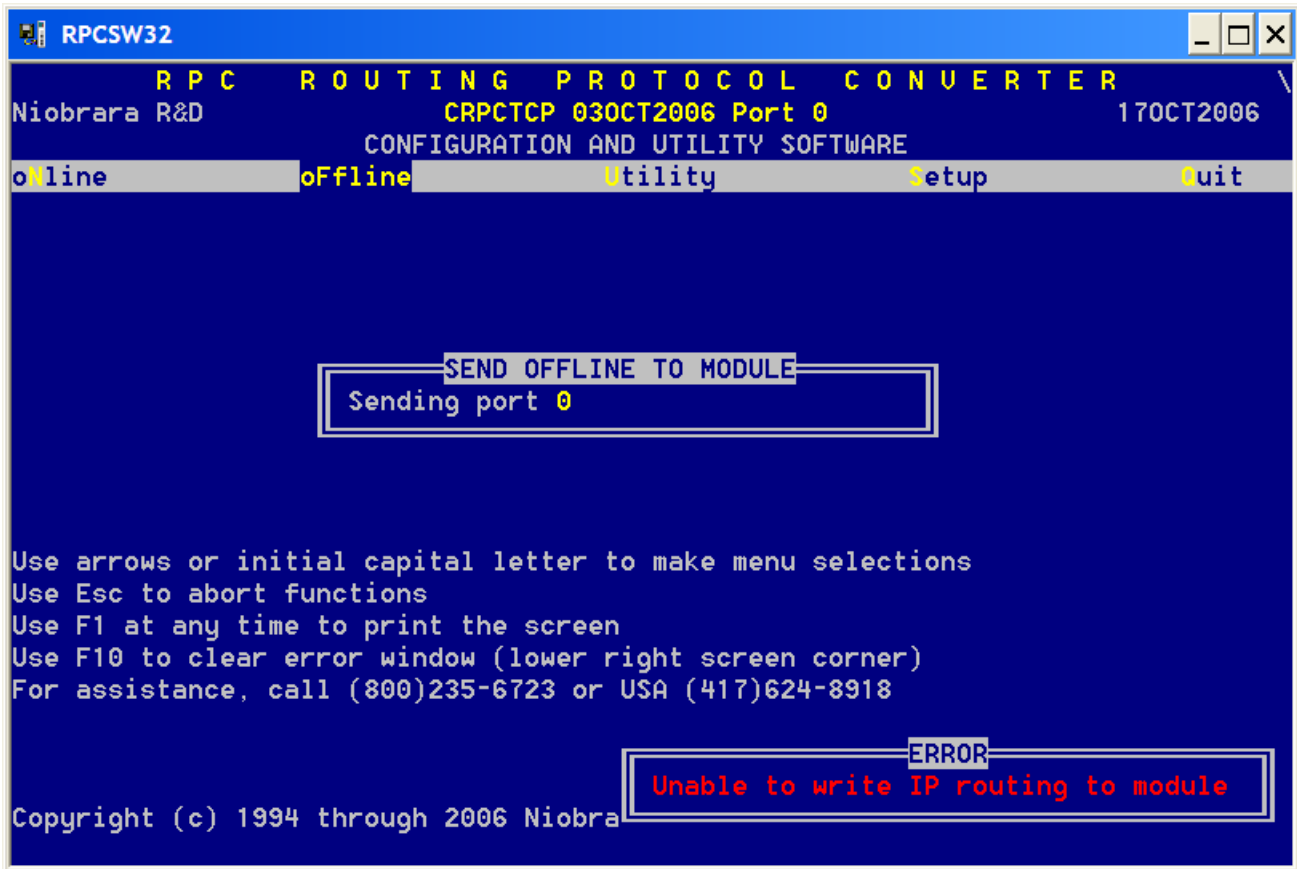 RPCSW32
RPC ROUTING PROTOCOL CONVERTER \
Niobrara R&D CRPCTCP 03OCT2006 Port 0 17OCT2006
CONFIGURATION AND UTILITY SOFTWARE
oNline oFfline Utility Setup Quit
SEND OFFLINE TO MODULE
Sending port 0
Use arrows or initial capital letter to make menu selections
Use Esc to abort functions
Use F1 at any time to print the screen
Use F10 to clear error window (lower right screen corner)
For assistance, call (800)235-6723 or USA (417)624-8918
ERROR
Unable to write IP routing to module
Copyright (c) 1994 through 2006 Niobra